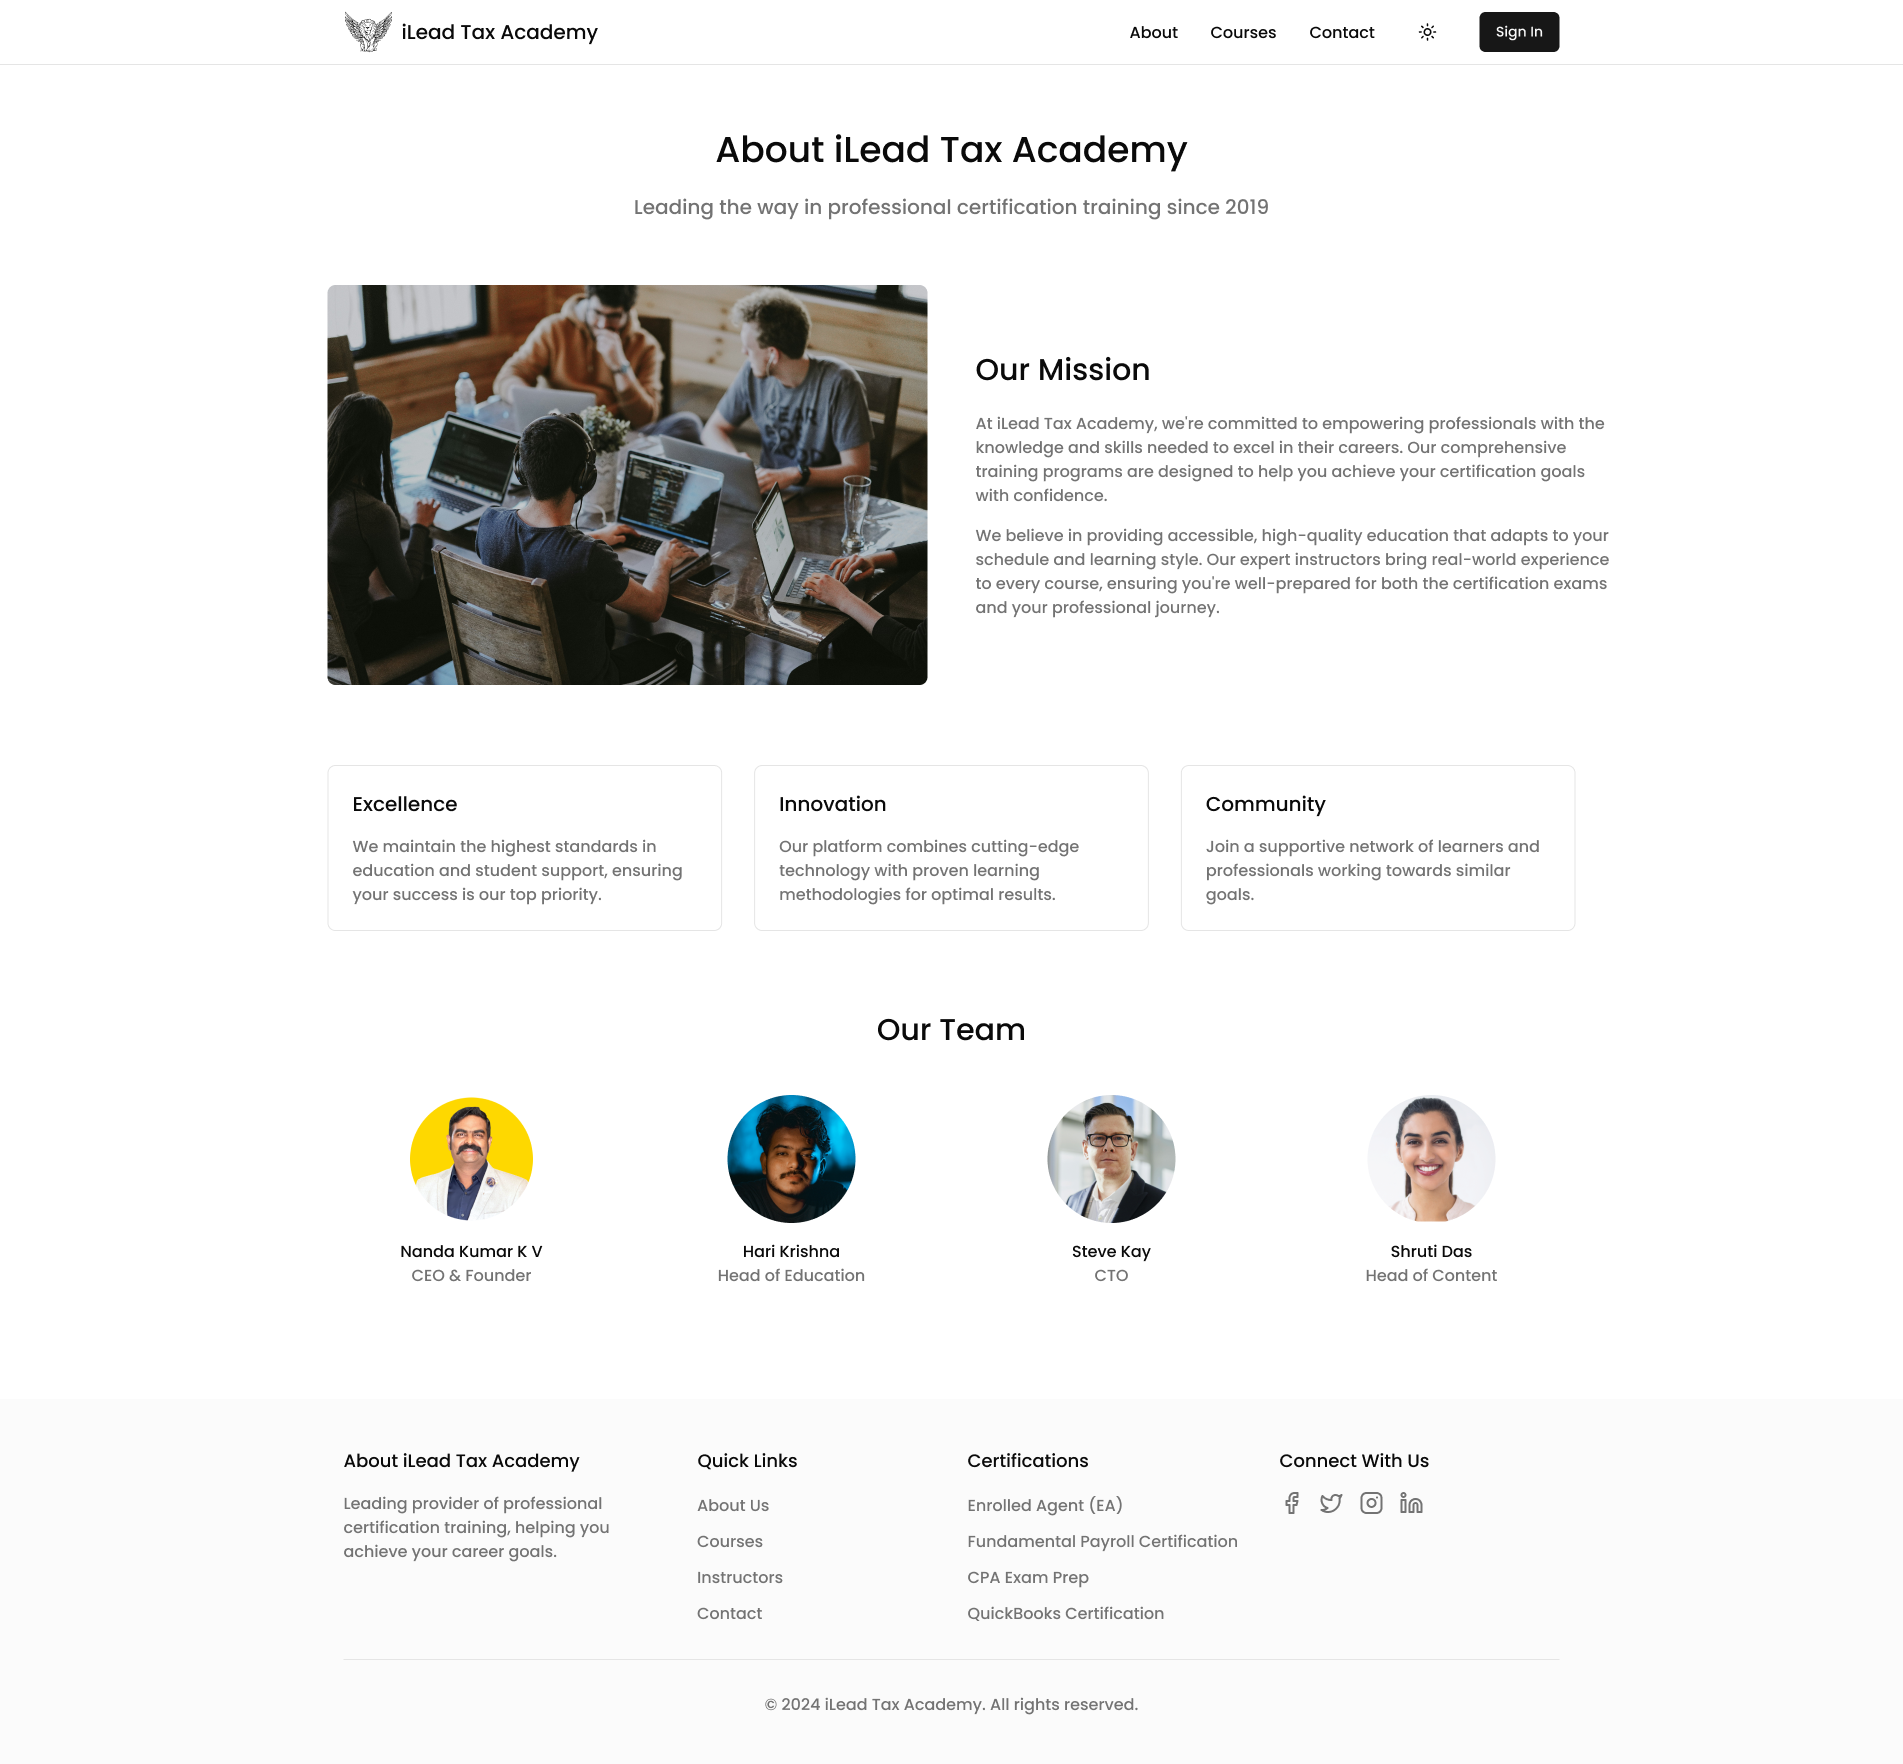 iLead Tax Academy
About
Courses
Contact
Sign In
About iLead Tax Academy
Leading the way in professional certification training since 2019
Our Mission
At iLead Tax Academy, we're committed to empowering professionals with the
knowledge and skills needed to excel in their careers. Our comprehensive
training programs are designed to help you achieve your certification goals
with confidence.
We believe in providing accessible, high-quality education that adapts to your
schedule and learning style. Our expert instructors bring real-world experience
to every course, ensuring you're well-prepared for both the certification exams
and your professional journey.
Excellence
We maintain the highest standards in
education and student support, ensuring
your success is our top priority.
Innovation
Our platform combines cutting-edge
technology with proven learning
methodologies for optimal results.
Community
Join a supportive network of learners and
professionals working towards similar
goals.
Our Team
Nanda Kumar K V
CEO & Founder
Hari Krishna
Head of Education
Steve Kay
CTO
Shruti Das
Head of Content
About iLead Tax Academy
Leading provider of professional
certification training, helping you
achieve your career goals.
Quick Links
About Us
Courses
Instructors
Contact
Certifications
Enrolled Agent (EA)
Fundamental Payroll Certification
CPA Exam Prep
QuickBooks Certification
Connect With Us
© 2024 iLead Tax Academy. All rights reserved.